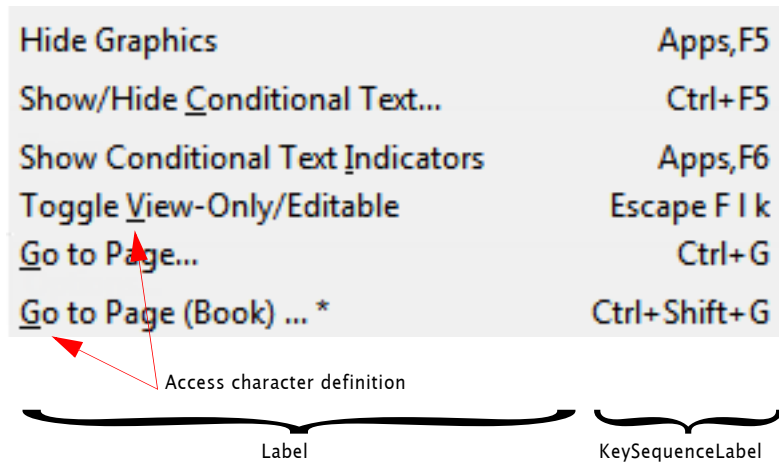 Hide Graphics Apps,F5
Show/Hide Conditional Text... Ctrl+F5
Show Conditional Text Indicators Apps,F6
Toggle View-Only/Editable Escape F l k
Go to Page... Ctrl+G
Go to Page (Book) ... * Ctrl+Shift+G
Access character definition
Label KeySequenceLabel